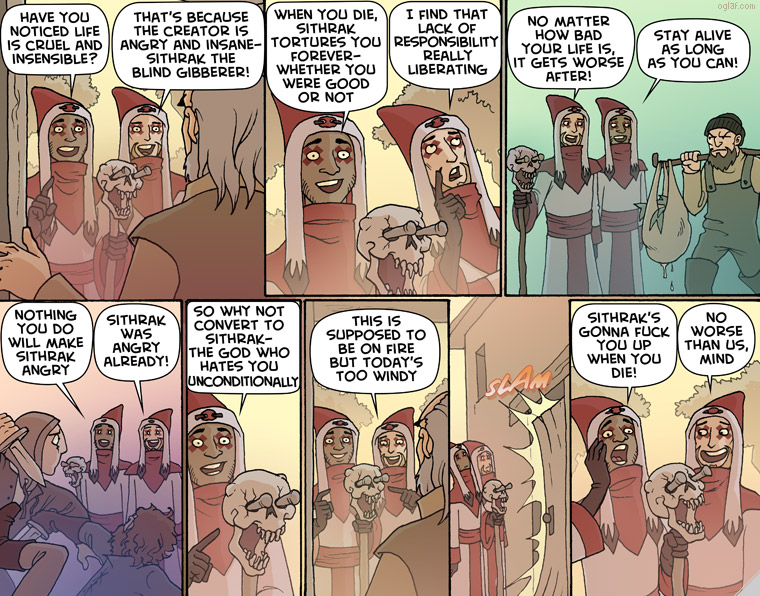 oglaf.com
HAVE YOU
NOTICED LIFE
IS CRUEL AND
INSENSIBLE?
THAT'S BECAUSE
THE CREATOR IS
ANGRY AND INSANE-
SITHRAK THE
BLIND GIBBERER!
WHEN YOU DIE,
SITHRAK
TORTURES YOU
FOREVER-
WHETHER YOU
WERE GOOD
OR NOT
I FIND THAT
LACK OF
RESPONSIBILITY
REALLY
LIBERATING
NO MATTER
HOW BAD
YOUR LIFE IS,
IT GETS WORSE
AFTER!
STAY ALIVE
AS LONG
AS YOU CAN!
NOTHING
YOU DO
WILL MAKE
SITHRAK
ANGRY
SITHRAK
WAS
ANGRY
ALREADY!
SO WHY NOT
CONVERT TO
SITHRAK-
THE GOD WHO
HATES YOU
UNCONDITIONALLY
THIS IS
SUPPOSED TO
BE ON FIRE
BUT TODAY'S
TOO WINDY
SLAM
SITHRAK'S
GONNA FUCK
YOU UP
WHEN YOU
DIE!
NO
WORSE
THAN US,
MIND